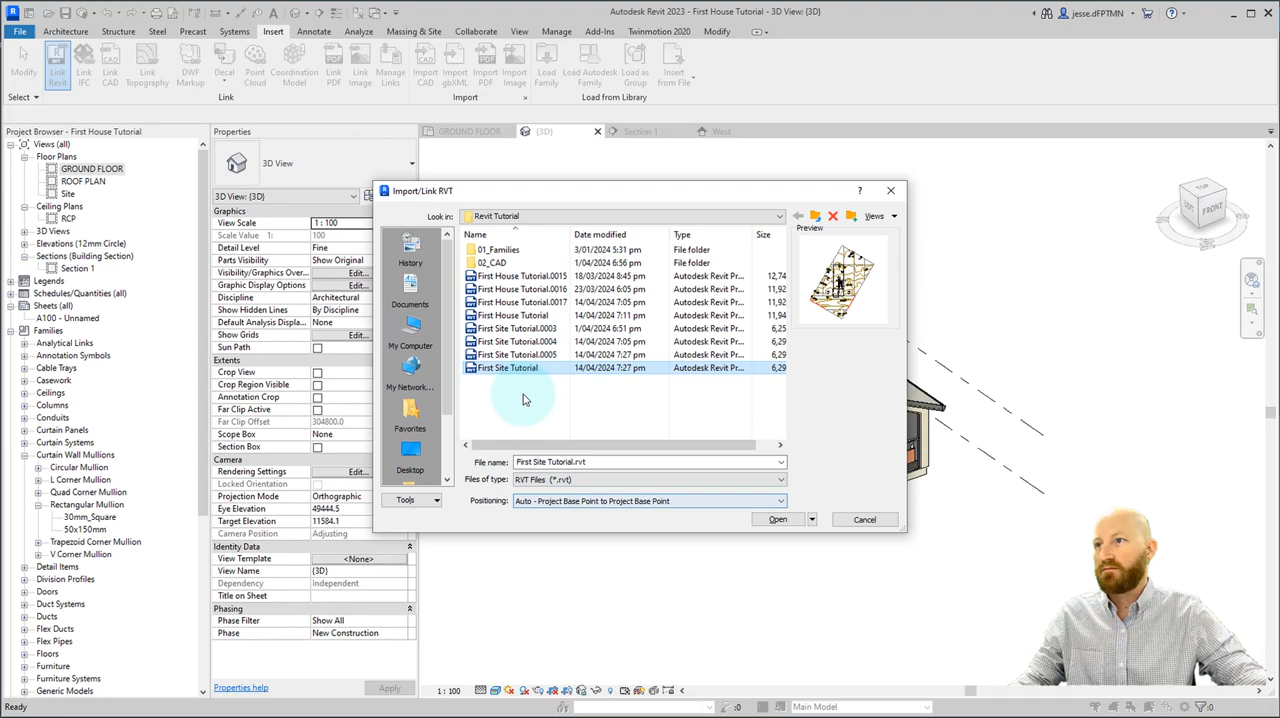 Autodesk Revit 2023 - First House Tutorial - 3D View: {3D}
jesse.dFPTMN
File Architecture Structure Steel Precast Systems Insert Annotate Analyze Massing & Site Collaborate View Manage Add-Ins Twinmotion 2020 Modify
Modify
Link Revit
Link IFC
Link CAD
Link Topography
DWF Markup
Decal
Point Cloud
Coordination Model
Link PDF
Link Image
Manage Links
Import CAD
Import gbXML
Import PDF
Import Image
Load Family
Load Autodesk Family
Load as Group
Insert from File
Select
Link
Import
Load from Library
Project Browser - First House Tutorial
Views (all)
Floor Plans
GROUND FLOOR
ROOF PLAN
Site
Ceiling Plans
RCP
3D Views
Elevations (12mm Circle)
Sections (Building Section)
Section 1
Legends
Schedules/Quantities (all)
Sheets (all)
A100 - Unnamed
Families
Analytical Links
Annotation Symbols
Casework
Ceilings
Columns
Conduits
Curtain Panels
Curtain Systems
Curtain Wall Mullions
Circular Mullion
L Corner Mullion
Quad Corner Mullion
Rectangular Mullion
30mm_Square
50x150mm
Trapezoid Corner Mullion
V Corner Mullion
Detail Items
Division Profiles
Doors
Duct Systems
Ducts
Flex Ducts
Flex Pipes
Floors
Furniture
Furniture Systems
Generic Models
Properties
3D View
3D View: {3D}
Graphics
View Scale 1 : 100
Scale Value 1: 100
Detail Level Fine
Parts Visibility Show Original
Visibility/Graphics Over... Edit...
Graphic Display Options Edit...
Discipline Architectural
Show Hidden Lines By Discipline
Default Analysis Displa... None
Show Grids Edit...
Sun Path
Extents
Crop View
Crop Region Visible
Annotation Crop
Far Clip Active
Far Clip Offset 304800.0
Scope Box None
Section Box
Camera
Rendering Settings Edit...
Locked Orientation
Projection Mode Orthographic
Eye Elevation 49444.5
Target Elevation 11584.1
Camera Position Adjusting
Identity Data
View Template <None>
View Name {3D}
Dependency Independent
Title on Sheet
Phasing
Phase Filter Show All
Phase New Construction
Properties help Apply
GROUND FLOOR {3D} Section 1 West
TOP
FRONT
Import/Link RVT
Look in: Revit Tutorial Views
Name Date modified Type Size Preview
01_Families 3/01/2024 5:31 pm File folder
02_CAD 1/04/2024 6:56 pm File folder
First House Tutorial.0015 18/03/2024 8:45 pm Autodesk Revit Pr... 12,74
First House Tutorial.0016 23/03/2024 6:05 pm Autodesk Revit Pr... 11,92
First House Tutorial.0017 14/04/2024 7:05 pm Autodesk Revit Pr... 11,92
First House Tutorial 14/04/2024 7:11 pm Autodesk Revit Pr... 11,94
First Site Tutorial.0003 1/04/2024 6:51 pm Autodesk Revit Pr... 6,25
First Site Tutorial.0004 14/04/2024 7:05 pm Autodesk Revit Pr... 6,29
First Site Tutorial.0005 14/04/2024 7:27 pm Autodesk Revit Pr... 6,29
First Site Tutorial 14/04/2024 7:27 pm Autodesk Revit Pr... 6,29
History
Documents
My Computer
My Network...
Favorites
Desktop
File name: First Site Tutorial.rvt
Files of type: RVT Files (*.rvt)
Tools
Positioning: Auto - Project Base Point to Project Base Point
Open Cancel
1 : 100
Ready
:0
Main Model
:0